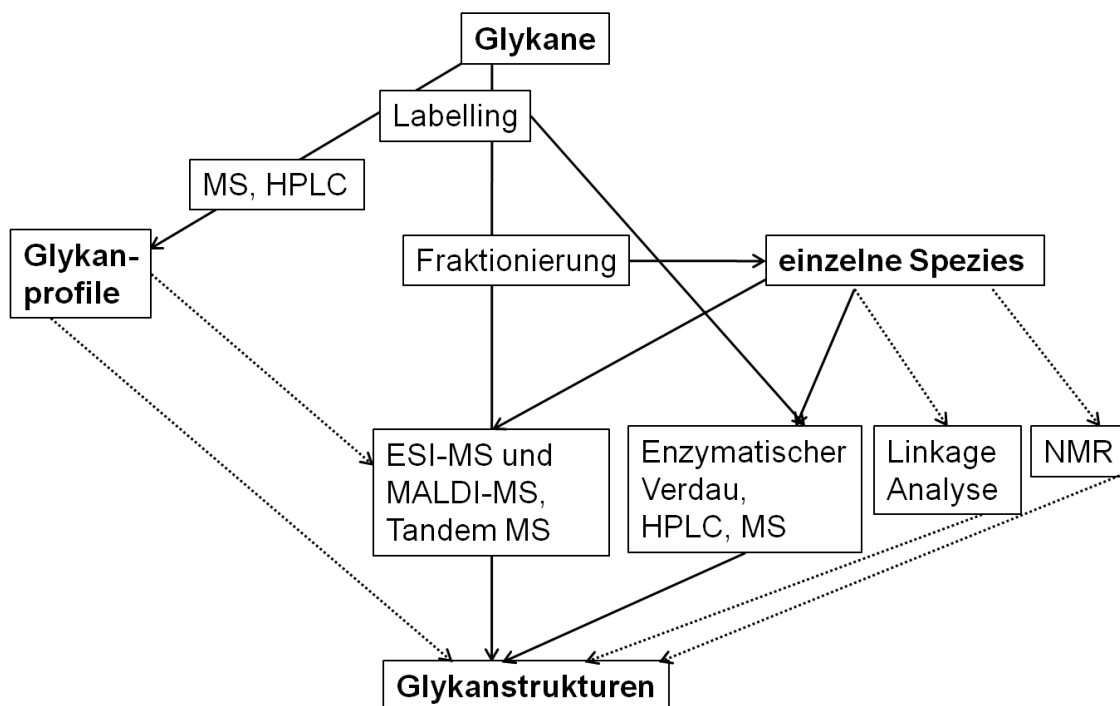 Glykane
Labelling
MS, HPLC
Glykan-
profile
Fraktionierung
einzelne Spezies
ESI-MS und
MALDI-MS,
Tandem MS
Enzymatischer
Verdau,
HPLC, MS
Linkage
Analyse
NMR
Glykanstrukturen